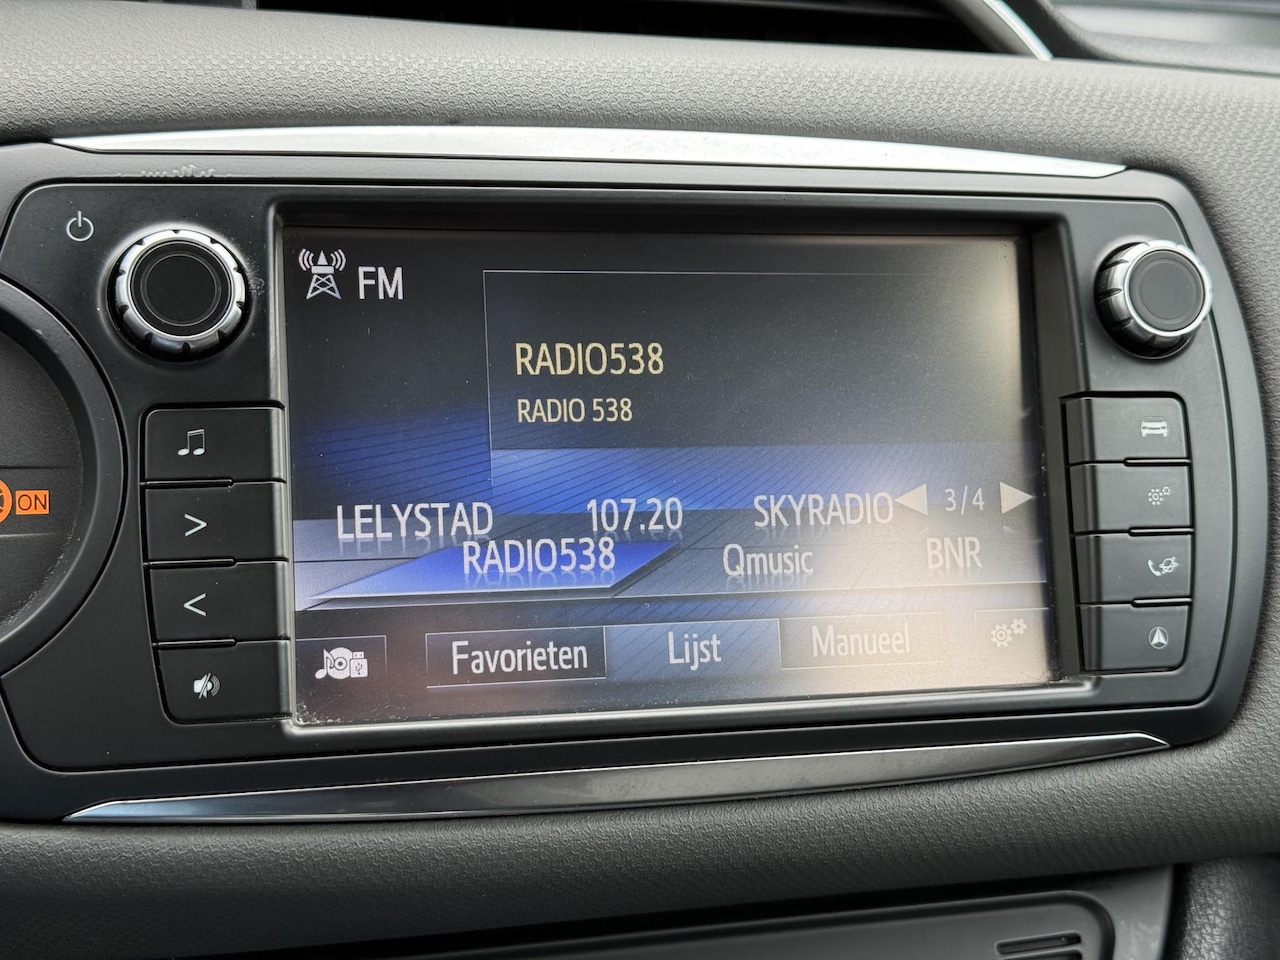 FM
RADIO538
RADIO 538
LELYSTAD 107.20 SKYRADIO 3/4
RADIO538 Qmusic BNR
Favorieten Lijst Manueel
ON